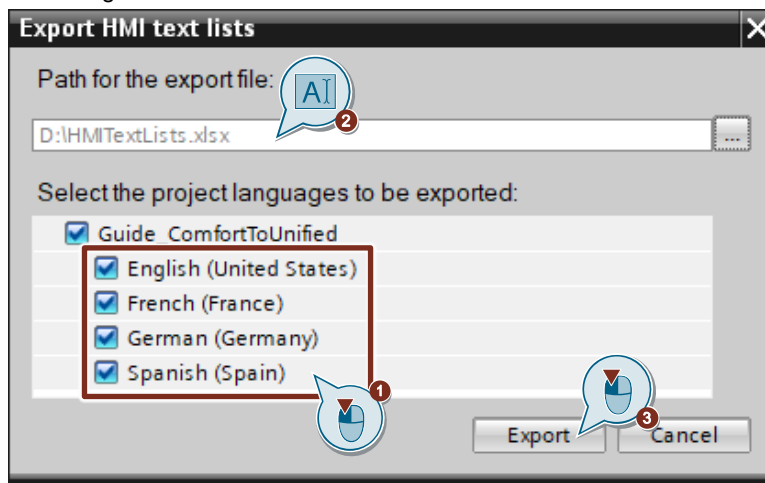 Export HMI text lists
Path for the export file:
AI
2
D:\HMITextLists.xlsx
...
Select the project languages to be exported:
Guide_ComfortToUnified
English (United States)
French (France)
German (Germany)
Spanish (Spain)
1
3
Export
Cancel